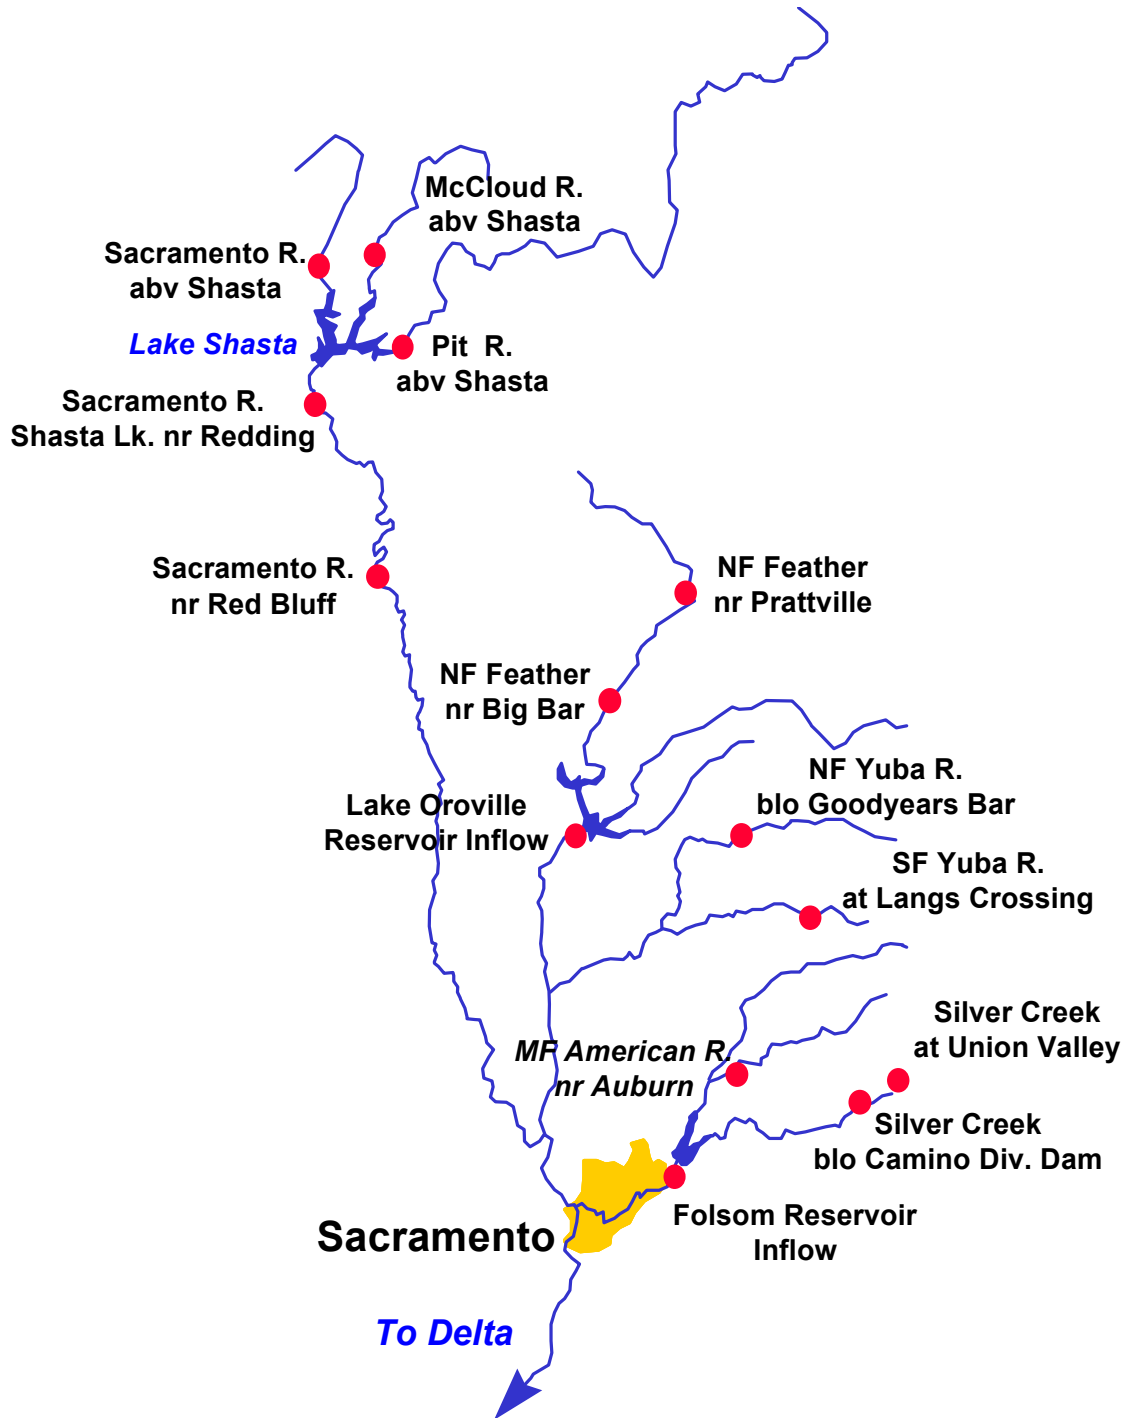 McCloud R.
abv Shasta
Sacramento R.
abv Shasta
Lake Shasta
Pit R.
abv Shasta
Sacramento R.
Shasta Lk. nr Redding
Sacramento R.
nr Red Bluff
NF Feather
nr Prattville
NF Feather
nr Big Bar
NF Yuba R.
blo Goodyears Bar
Lake Oroville
Reservoir Inflow
SF Yuba R.
at Langs Crossing
Silver Creek
at Union Valley
MF American R.
nr Auburn
Silver Creek
blo Camino Div. Dam
Folsom Reservoir
Inflow
Sacramento
To Delta